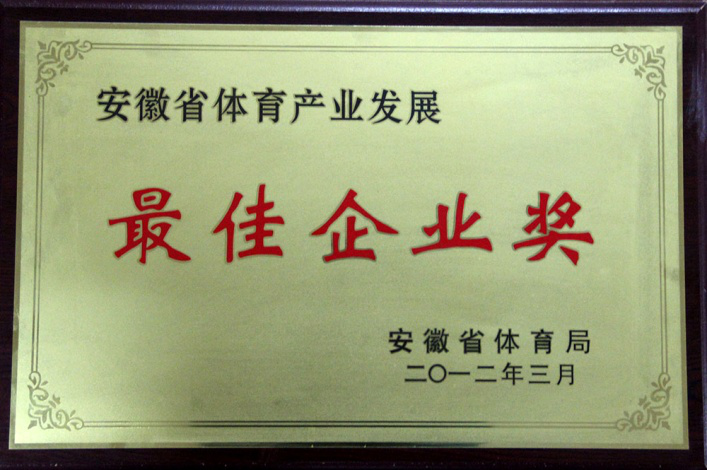 安徽省体育产业发展
最佳企业奖
安徽省体育局
二〇一二年三月